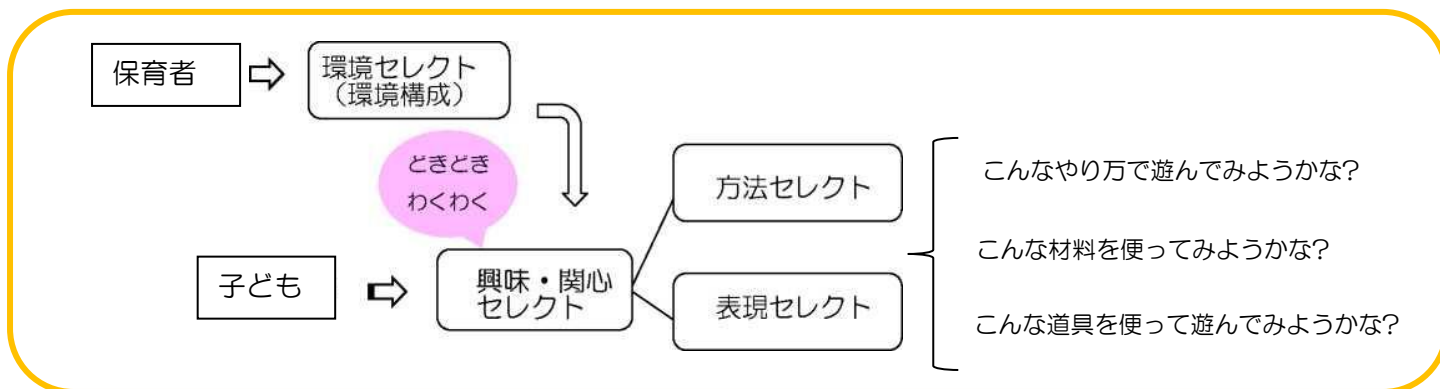 保育者
環境セレクト
（環境構成）
どきどき
わくわく
子ども
興味・関心
セレクト
方法セレクト
表現セレクト
こんなやり万で遊んでみようかな?
こんな材料を便ってみようかな?
こんな道具を便って遊んでみようかな?